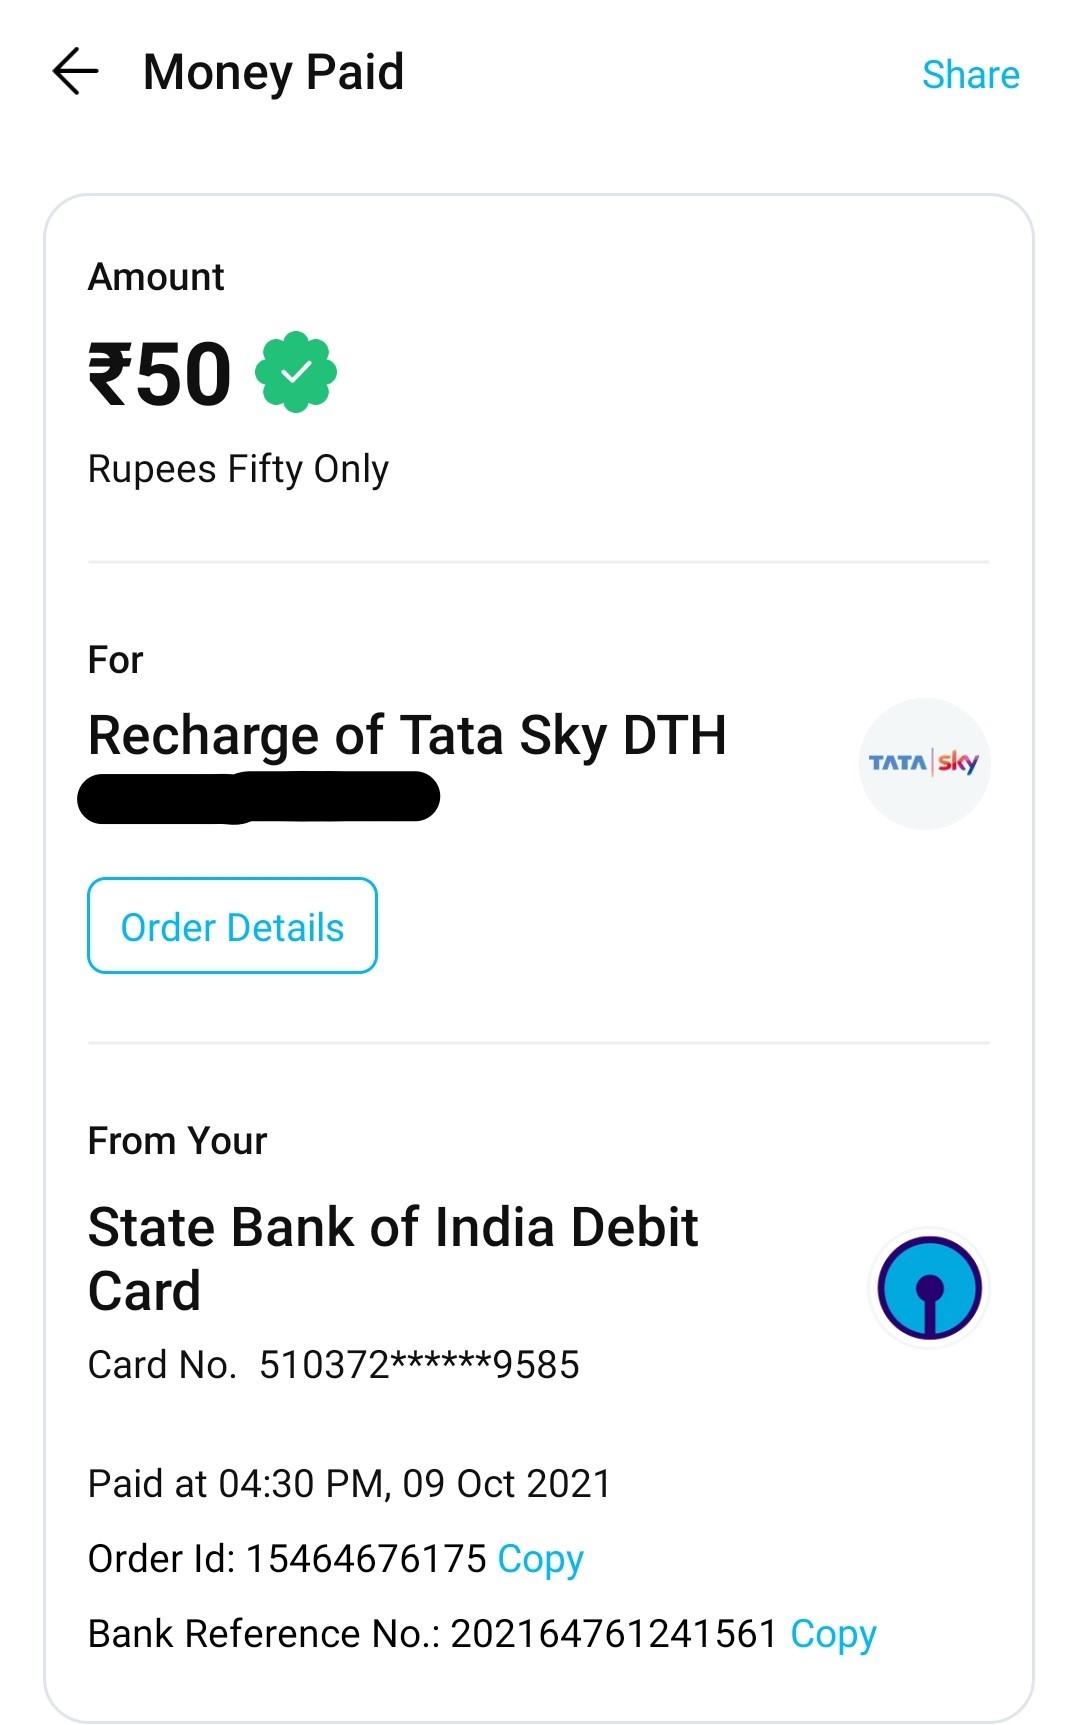 Money Paid
Share
Amount
₹50
Rupees Fifty Only
For
Recharge of Tata Sky DTH
TATA sky
Order Details
From Your
State Bank of India Debit
Card
Card No. 510372******9585
Paid at 04:30 PM, 09 Oct 2021
Order Id: 15464676175 Copy
Bank Reference No.: 202164761241561 Copy